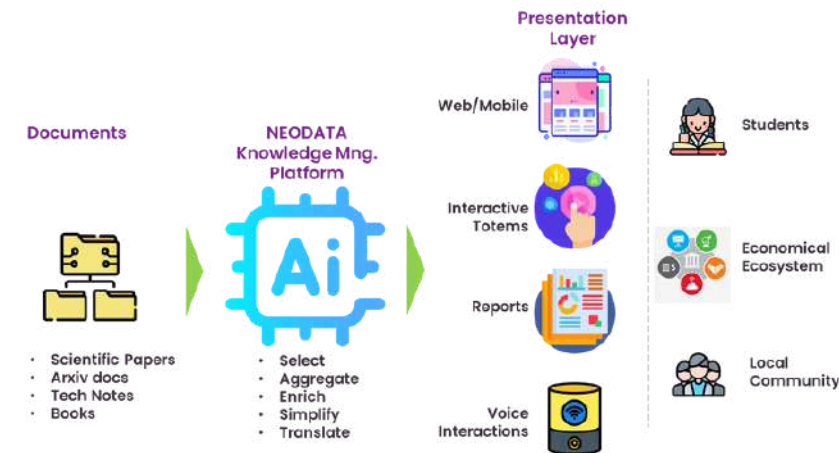 Documents
· Scientific Papers
· Arxiv docs
· Tech Notes
· Books
NEODATA
Knowledge Mng.
Platform
Ai
· Select
· Aggregate
· Enrich
· Simplify
· Translate
Presentation
Layer
Web/Mobile
Interactive
Totems
Reports
Voice
Interactions
Students
Economical
Ecosystem
Local
Community